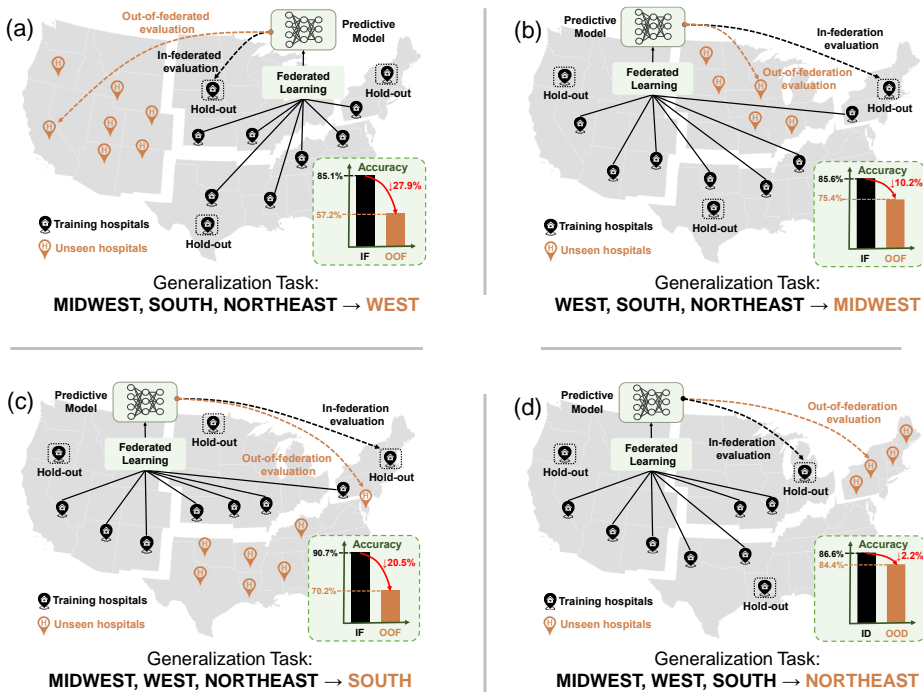 (a)
Out-of-federated
evaluation
In-federated
evaluation
Predictive
Model
Federated
Learning
Hold-out
Hold-out
Hold-out
Accuracy
85.1%
↓27.9%
57.2%
IF OOF
Training hospitals
Unseen hospitals
Generalization Task:
MIDWEST, SOUTH, NORTHEAST → WEST
(b)
Predictive
Model
In-federation
evaluation
Out-of-federation
evaluation
Federated
Learning
Hold-out
Hold-out
Hold-out
Accuracy
85.6%
↓10.2%
75.4%
IF OOF
Training hospitals
Unseen hospitals
Generalization Task:
WEST, SOUTH, NORTHEAST → MIDWEST
(c)
Predictive
Model
In-federation
evaluation
Out-of-federation
evaluation
Federated
Learning
Hold-out
Hold-out
Hold-out
Accuracy
90.7%
↓20.5%
70.2%
IF OOF
Training hospitals
Unseen hospitals
Generalization Task:
MIDWEST, WEST, NORTHEAST → SOUTH
(d)
Predictive
Model
Out-of-federation
evaluation
In-federation
evaluation
Federated
Learning
Hold-out
Hold-out
Hold-out
Accuracy
86.6%
↓2.2%
84.4%
ID OOD
Training hospitals
Unseen hospitals
Generalization Task:
MIDWEST, WEST, SOUTH → NORTHEAST